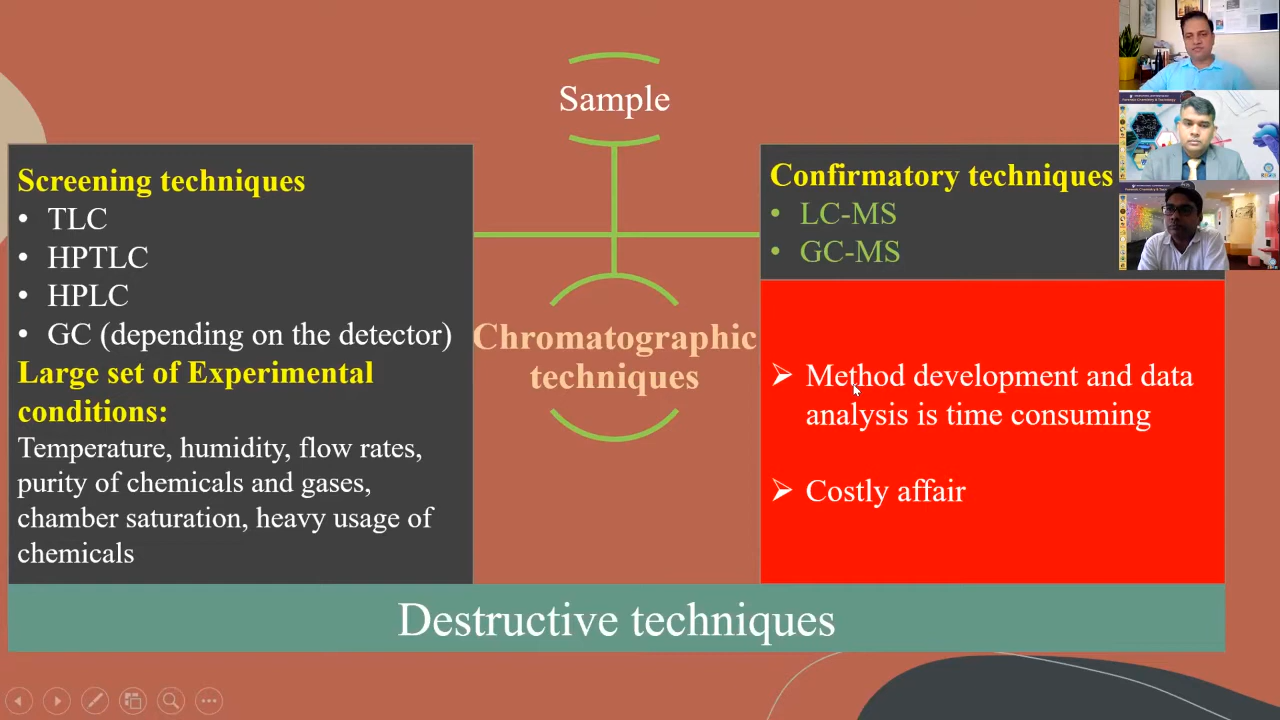 Sample
Screening techniques
• TLC
• HPTLC
• HPLC
• GC (depending on the detector)
Large set of Experimental
conditions:
Temperature, humidity, flow rates,
purity of chemicals and gases,
chamber saturation, heavy usage of
chemicals
Chromatographic
techniques
Confirmatory techniques
• LC-MS
• GC-MS
➢ Method development and data
analysis is time consuming
➢ Costly affair
Destructive techniques